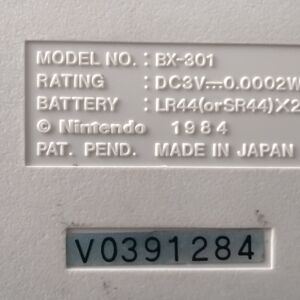 MODEL NO. : BX-301
RATING : DC3V⎓0.0002W
BATTERY : LR44(orSR44)X2
© Nintendo 1984
PAT. PEND. MADE IN JAPAN
V0391284